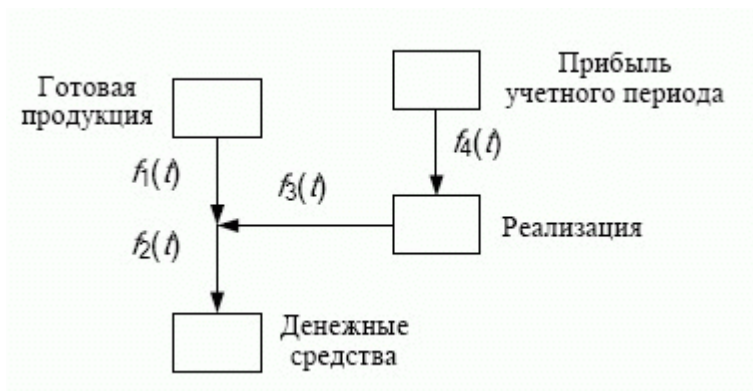 Готовая
продукция
Прибыль
учетного периода
f1(t)
f4(t)
f3(t)
f2(t)
Реализация
Денежные
средства